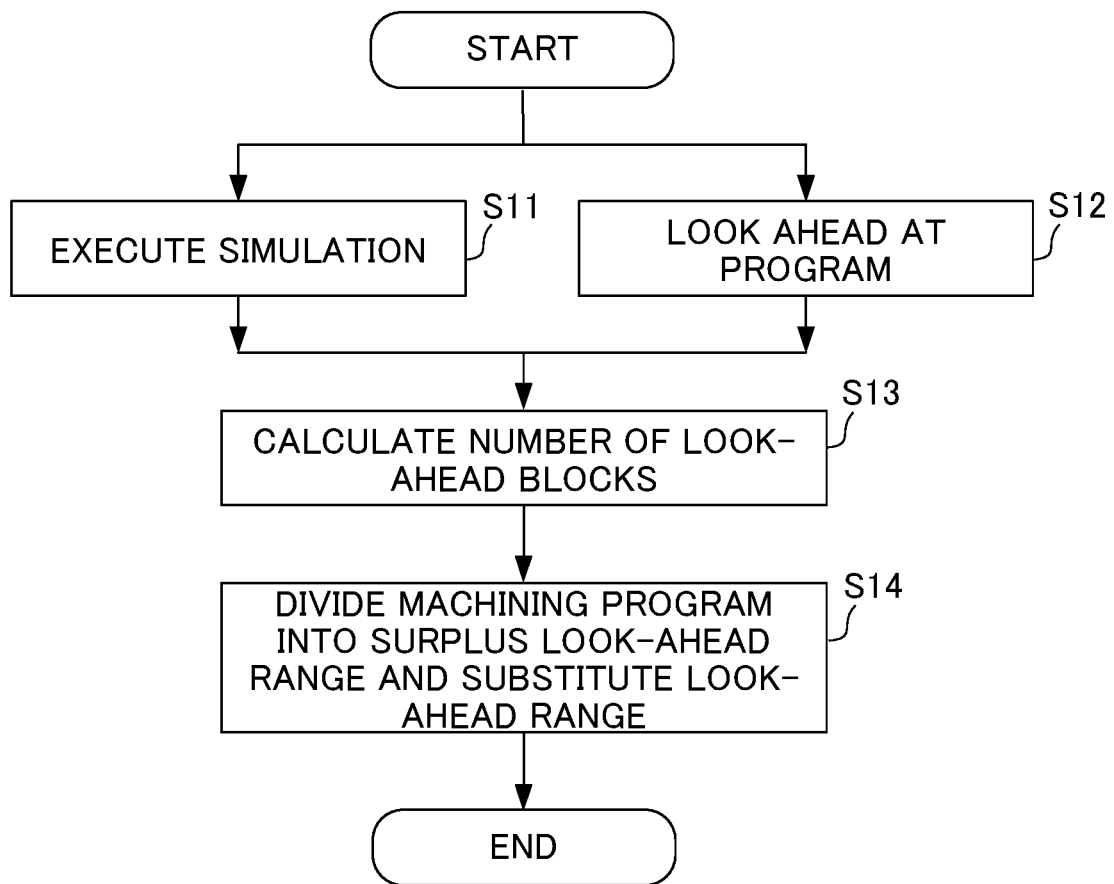 START
S11
EXECUTE SIMULATION
S12
LOOK AHEAD AT
PROGRAM
S13
CALCULATE NUMBER OF LOOK-
AHEAD BLOCKS
S14
DIVIDE MACHINING PROGRAM
INTO SURPLUS LOOK-AHEAD
RANGE AND SUBSTITUTE LOOK-
AHEAD RANGE
END